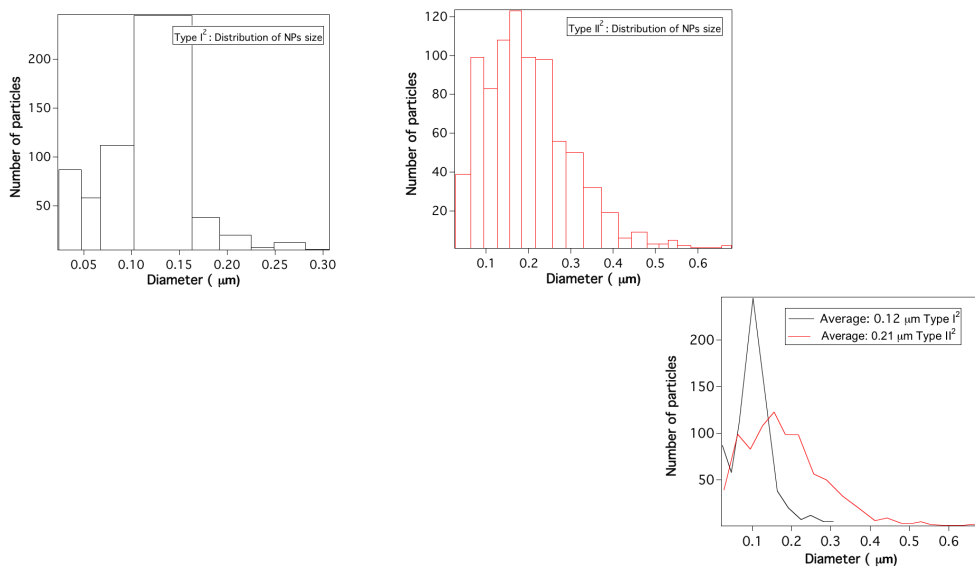 Type I²: Distribution of NPs size
Number of particles
200
150
100
50
0.05 0.10 0.15 0.20 0.25 0.30
Diameter ( μm)
Type II²: Distribution of NPs size
Number of particles
120
100
80
60
40
20
0.1 0.2 0.3 0.4 0.5 0.6
Diameter ( μm)
Average: 0.12 μm Type I²
Average: 0.21 μm Type II²
Number of particles
200
150
100
50
0.1 0.2 0.3 0.4 0.5 0.6
Diameter ( μm)